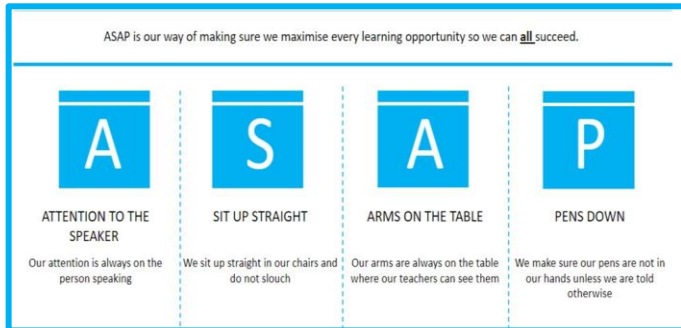 ASAP is our way of making sure we maximise every learning opportunity so we can all succeed.
A
ATTENTION TO THE
SPEAKER
Our attention is always on the
person speaking
S
SIT UP STRAIGHT
We sit up straight in our chairs and
do not slouch
A
ARMS ON THE TABLE
Our arms are always on the table
where our teachers can see them
P
PENS DOWN
We make sure our pens are not in
our hands unless we are told
otherwise